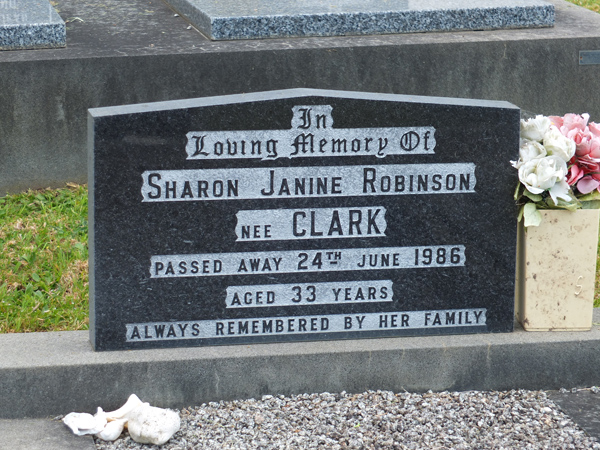 In
Loving Memory Of
SHARON JANINE ROBINSON
NEE CLARK
PASSED AWAY 24TH JUNE 1986
AGED 33 YEARS
ALWAYS REMEMBERED BY HER FAMILY